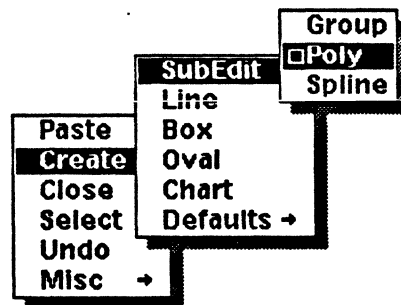 Group
Poly
Spline
SubEdit
Line
Box
Oval
Chart
Defaults →
Paste
Create
Close
Select
Undo
Misc →